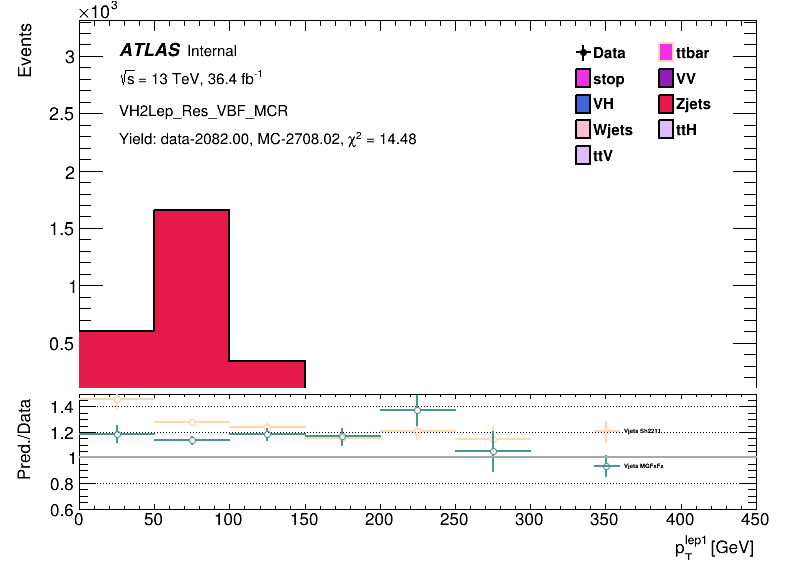 ×10³
Events
ATLAS Internal
√s = 13 TeV, 36.4 fb⁻¹
VH2Lep_Res_VBF_MCR
Yield: data-2082.00, MC-2708.02, χ² = 14.48
Data ttbar
stop VV
VH Zjets
Wjets ttH
ttV
3
2.5
2
1.5
1
0.5
Pred./Data
1.4
1.2
1
0.8
0.6
Vjets Sh2211
Vjets MGFxFx
0 50 100 150 200 250 300 350 400 450
p_T^lep1 [GeV]